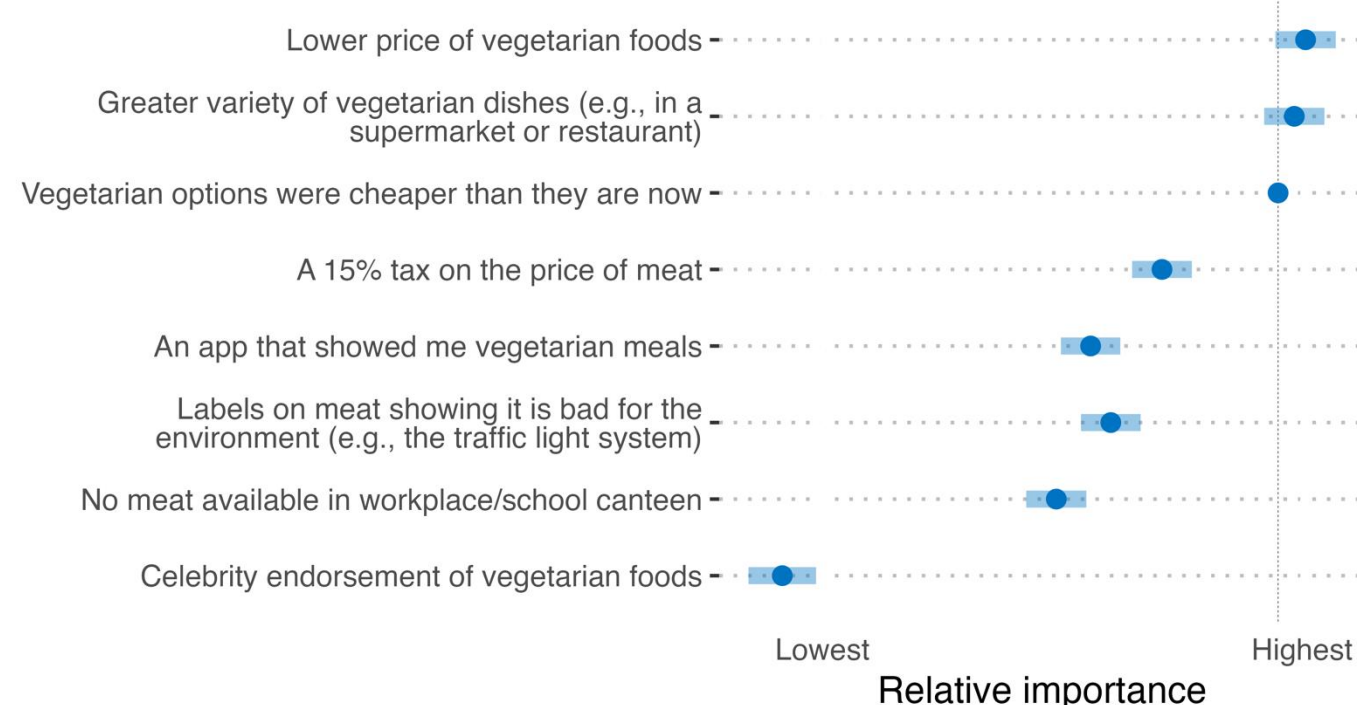 Lower price of vegetarian foods
Greater variety of vegetarian dishes (e.g., in a
supermarket or restaurant)
Vegetarian options were cheaper than they are now
A 15% tax on the price of meat
An app that showed me vegetarian meals
Labels on meat showing it is bad for the
environment (e.g., the traffic light system)
No meat available in workplace/school canteen
Celebrity endorsement of vegetarian foods
Lowest Highest
Relative importance